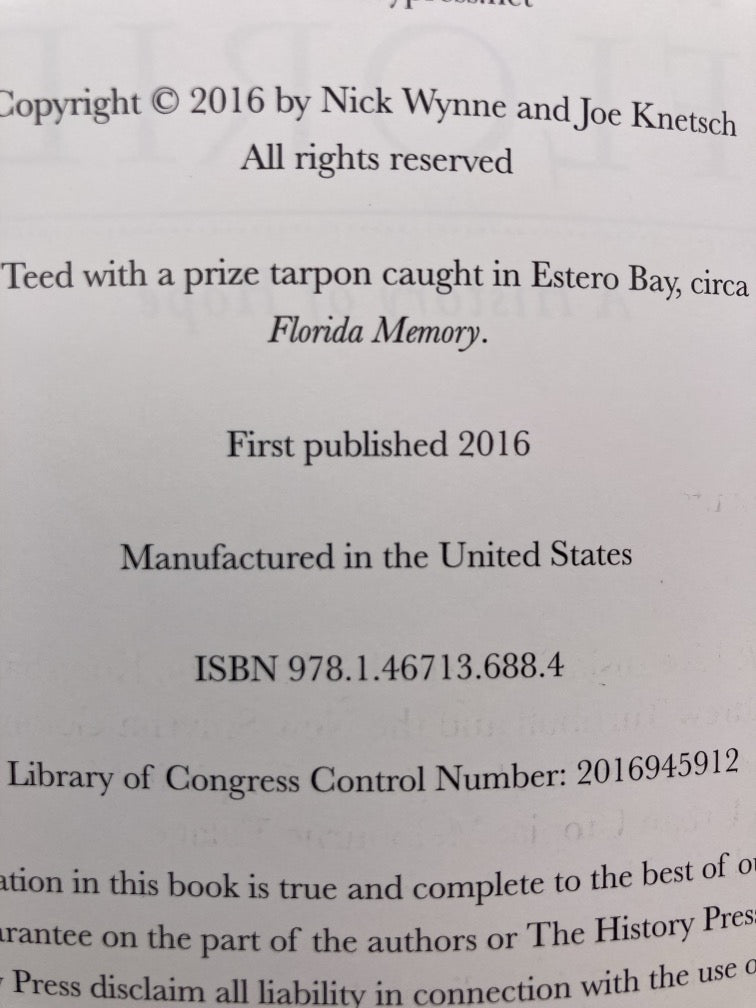 Copyright © 2016 by Nick Wynne and Joe Knetsch
All rights reserved
Teed with a prize tarpon caught in Estero Bay, circa
Florida Memory.
First published 2016
Manufactured in the United States
ISBN 978.1.46713.688.4
Library of Congress Control Number: 2016945912
ation in this book is true and complete to the best of
arantee on the part of the authors or The History Press
Press disclaim all liability in connection with the use